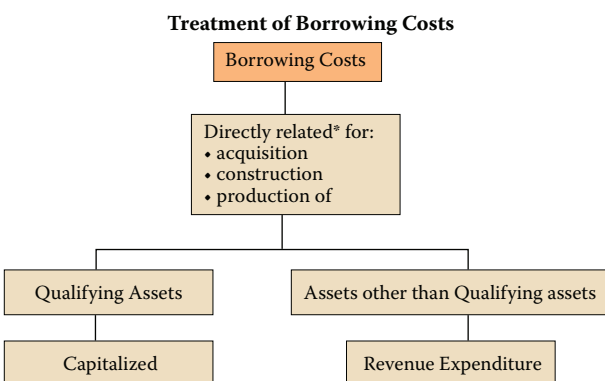 Treatment of Borrowing Costs
Borrowing Costs
Directly related* for:
• acquisition
• construction
• production of
Qualifying Assets
Assets other than Qualifying assets
Capitalized
Revenue Expenditure